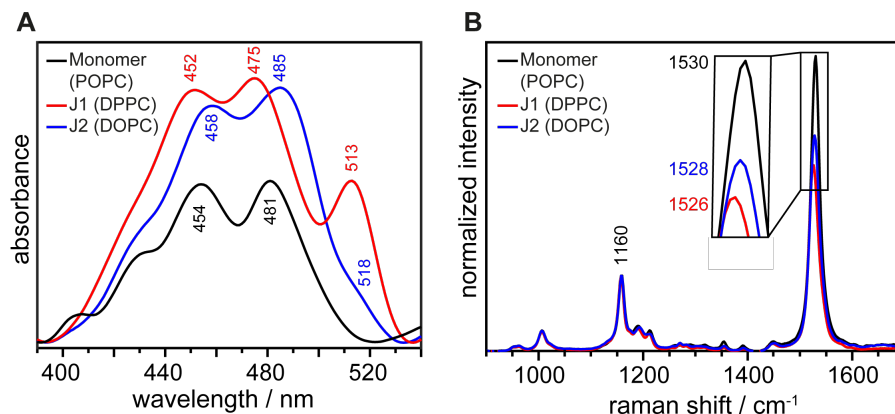 A
Monomer
(POPC)
J1 (DPPC)
J2 (DOPC)
452
475
485
458
513
454
481
518
absorbance
400
440
480
520
wavelength / nm
B
Monomer
(POPC)
J1 (DPPC)
J2 (DOPC)
1530
1528
1526
1160
normalized intensity
1000
1200
1400
1600
raman shift / cm-1